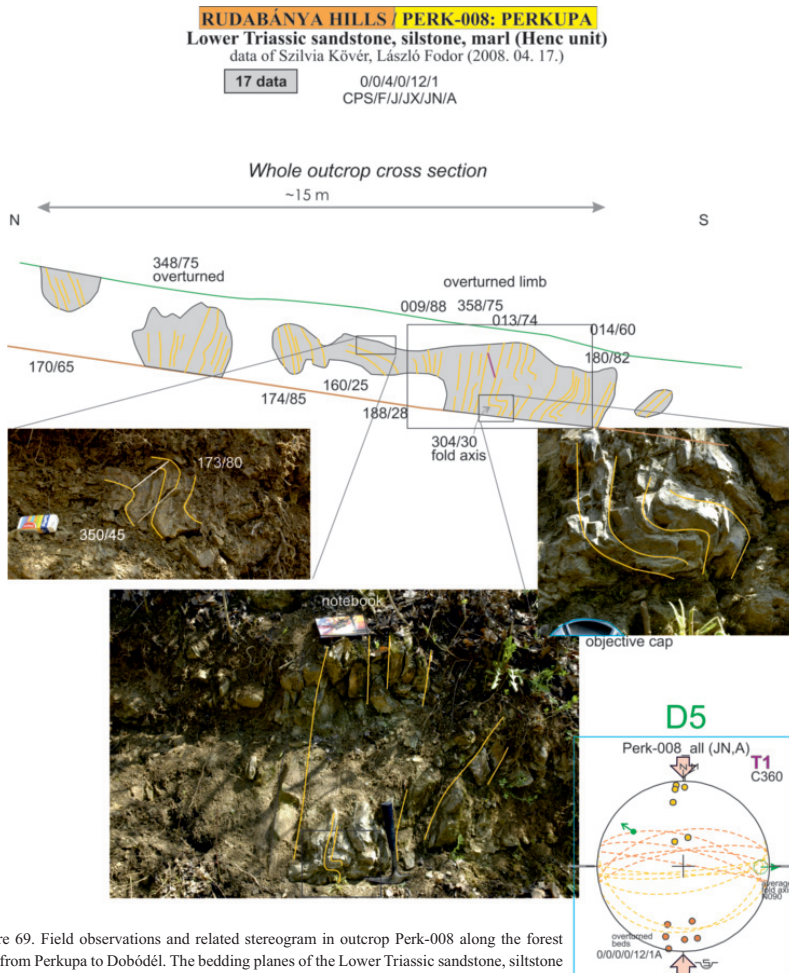 RUDABÁNYA HILLS / PERK-008: PERKUPA
Lower Triassic sandstone, silstone, marl (Henc unit)
data of Szilvia Kövér, László Fodor (2008. 04. 17.)
17 data
0/0/4/0/12/1
CPS/F/J/JX/JN/A
Whole outcrop cross section
~15 m
N
S
348/75
overturned
overturned limb
009/88
358/75
013/74
014/60
180/82
170/65
174/85
160/25
188/28
304/30
fold axis
173/80
350/45
notebook
objective cap
D5
Perk-008_all (JN,A)
T1
C360
N
average
fold axis
N090
overturned
beds
0/0/0/0/12/1A
S
re 69. Field observations and related stereogram in outcrop Perk-008 along the forest
from Perkupa to Dobódél. The bedding planes of the Lower Triassic sandstone, siltstone